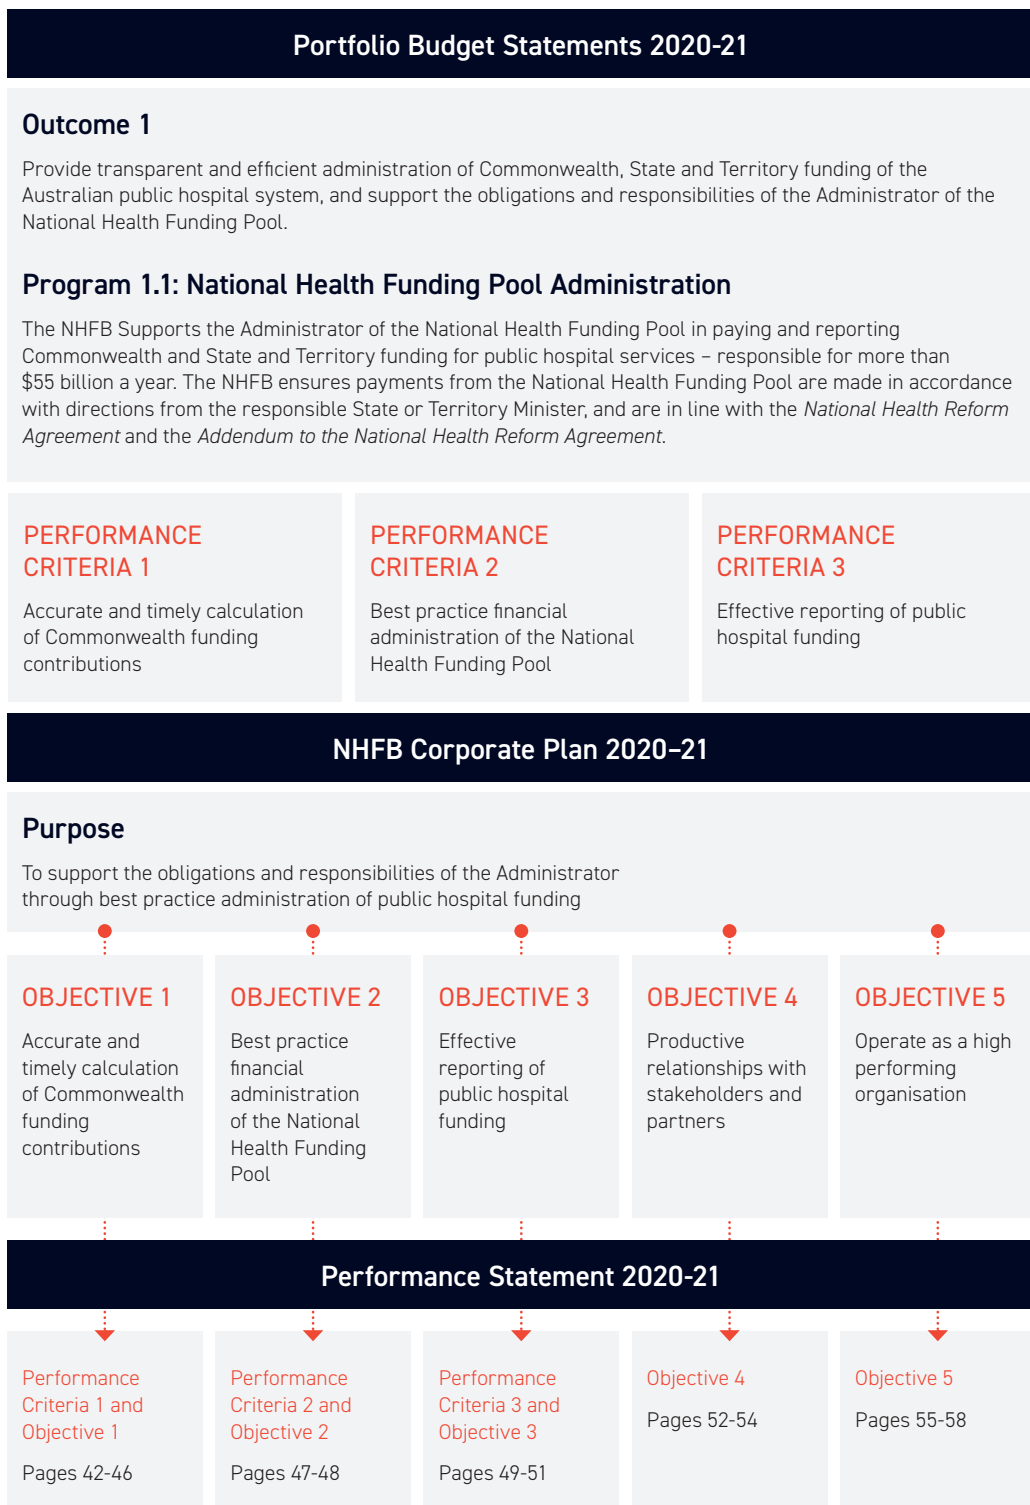 Portfolio Budget Statements 2020-21
Outcome 1
Provide transparent and efficient administration of Commonwealth, State and Territory funding of the
Australian public hospital system, and support the obligations and responsibilities of the Administrator of the
National Health Funding Pool.
Program 1.1: National Health Funding Pool Administration
The NHFB Supports the Administrator of the National Health Funding Pool in paying and reporting
Commonwealth and State and Territory funding for public hospital services – responsible for more than
$55 billion a year. The NHFB ensures payments from the National Health Funding Pool are made in accordance
with directions from the responsible State or Territory Minister, and are in line with the National Health Reform
Agreement and the Addendum to the National Health Reform Agreement.
PERFORMANCE
CRITERIA 1
Accurate and timely calculation
of Commonwealth funding
contributions
PERFORMANCE
CRITERIA 2
Best practice financial
administration of the National
Health Funding Pool
PERFORMANCE
CRITERIA 3
Effective reporting of public
hospital funding
NHFB Corporate Plan 2020–21
Purpose
To support the obligations and responsibilities of the Administrator
through best practice administration of public hospital funding
OBJECTIVE 1
Accurate and
timely calculation
of Commonwealth
funding
contributions
OBJECTIVE 2
Best practice
financial
administration
of the National
Health Funding
Pool
OBJECTIVE 3
Effective
reporting of
public hospital
funding
OBJECTIVE 4
Productive
relationships with
stakeholders and
partners
OBJECTIVE 5
Operate as a high
performing
organisation
Performance Statement 2020-21
Performance
Criteria 1 and
Objective 1
Pages 42-46
Performance
Criteria 2 and
Objective 2
Pages 47-48
Performance
Criteria 3 and
Objective 3
Pages 49-51
Objective 4
Pages 52-54
Objective 5
Pages 55-58